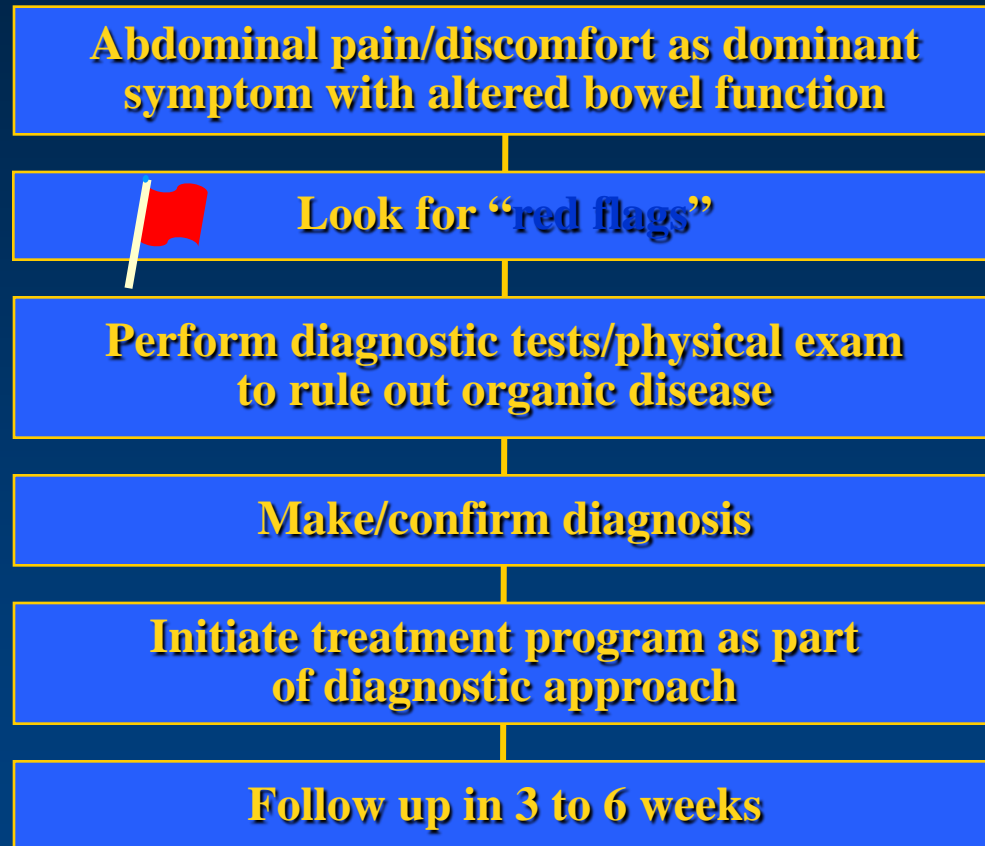 Abdominal pain/discomfort as dominant
symptom with altered bowel function
Look for “red flags”
Perform diagnostic tests/physical exam
to rule out organic disease
Make/confirm diagnosis
Initiate treatment program as part
of diagnostic approach
Follow up in 3 to 6 weeks